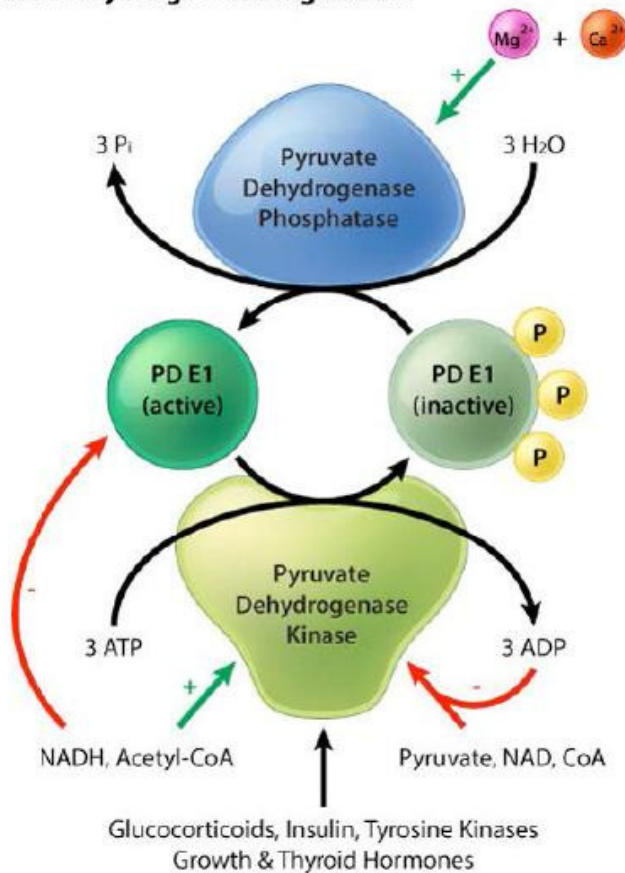 Mg2+ + Ca2+
+
3 Pi
Pyruvate
Dehydrogenase
Phosphatase
3 H2O
PD E1
(active)
PD E1
(inactive)
P
P
P
Pyruvate
Dehydrogenase
Kinase
-
3 ATP
3 ADP
+
-
NADH, Acetyl-CoA
Pyruvate, NAD, CoA
Glucocorticoids, Insulin, Tyrosine Kinases
Growth & Thyroid Hormones